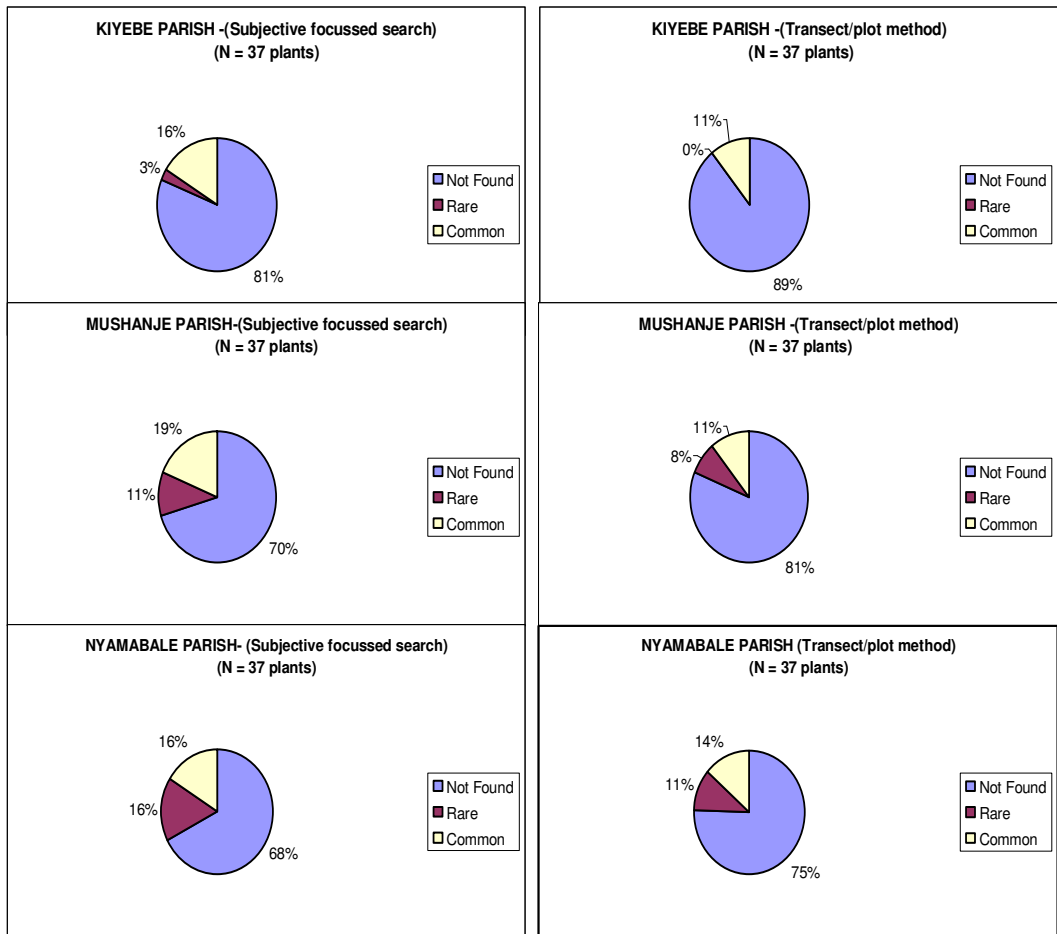 KIYEBE PARISH -(Subjective focussed search)
(N = 37 plants)
16%
3%
81%
Not Found
Rare
Common
KIYEBE PARISH -(Transect/plot method)
(N = 37 plants)
11%
0%
89%
Not Found
Rare
Common
MUSHANJE PARISH-(Subjective focussed search)
(N = 37 plants)
19%
11%
70%
Not Found
Rare
Common
MUSHANJE PARISH -(Transect/plot method)
(N = 37 plants)
11%
8%
81%
Not Found
Rare
Common
NYAMABALE PARISH- (Subjective focussed search)
(N = 37 plants)
16%
16%
68%
Not Found
Rare
Common
NYAMABALE PARISH (Transect/plot method)
(N = 37 plants)
14%
11%
75%
Not Found
Rare
Common